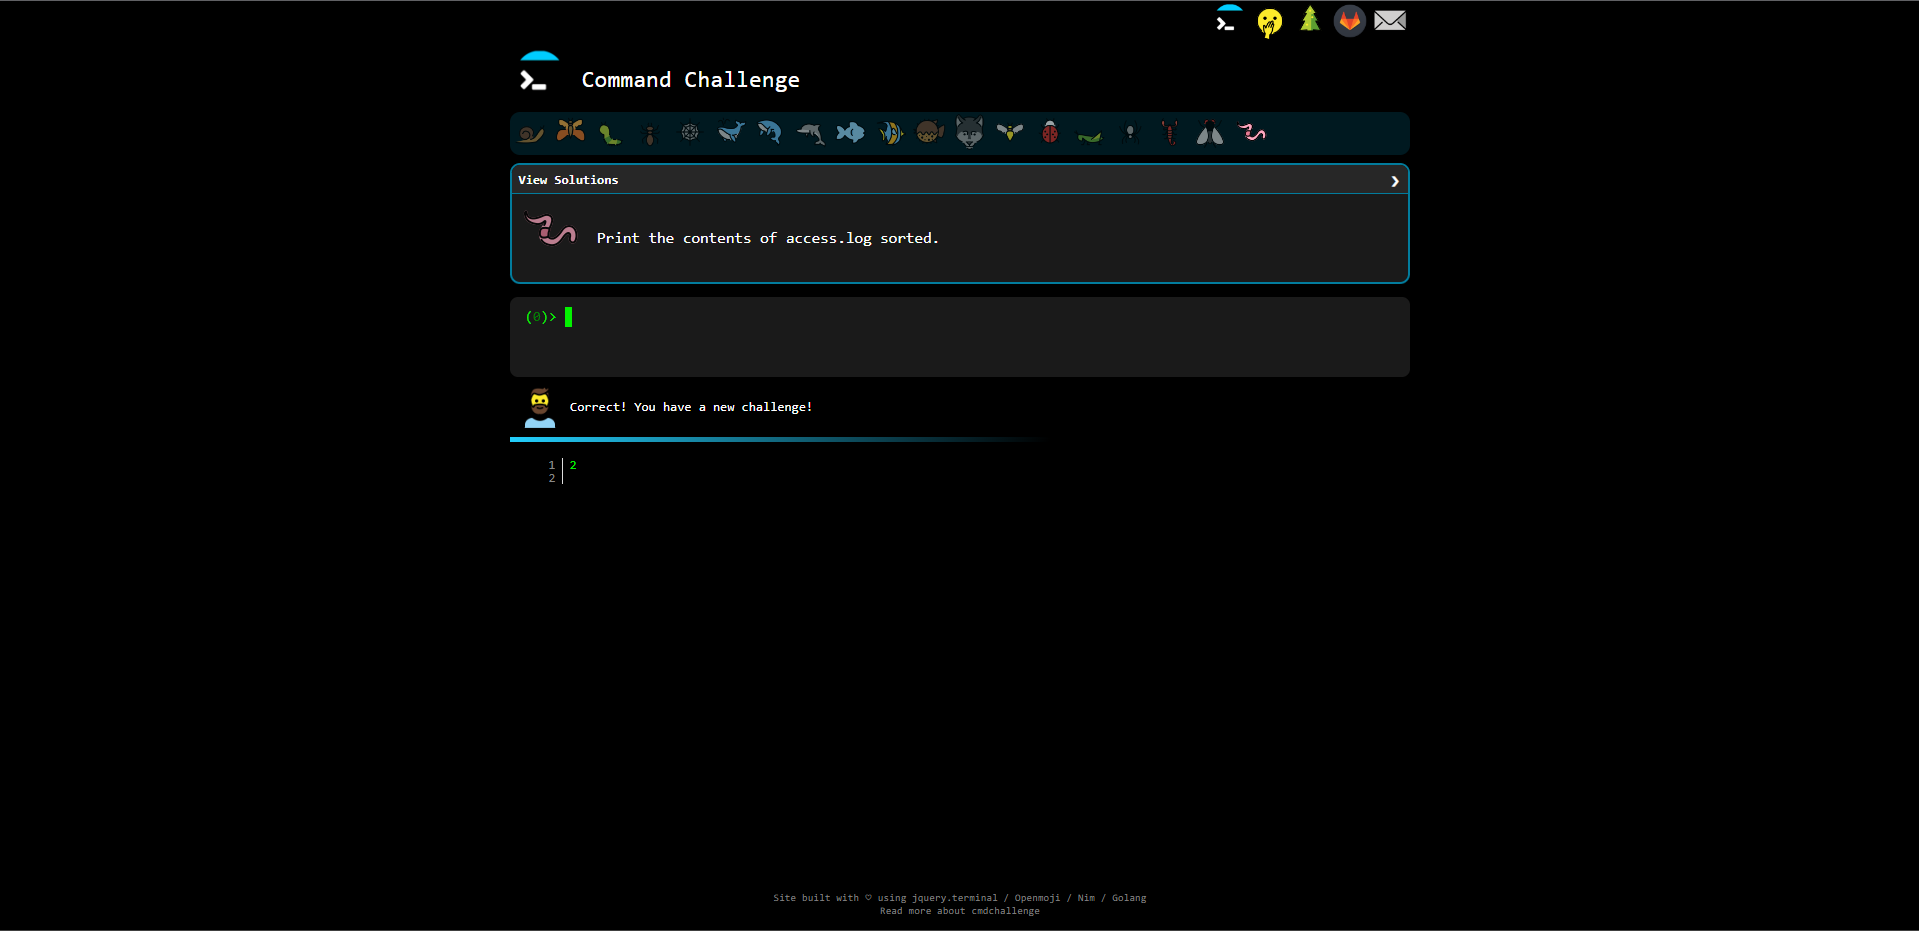 Command Challenge
View Solutions
Print the contents of access.log sorted.
(0)>
Correct! You have a new challenge!
1 2
2
Site built with ♡ using jquery.terminal / Openmoji / Nim / Golang
Read more about cmdchallenge